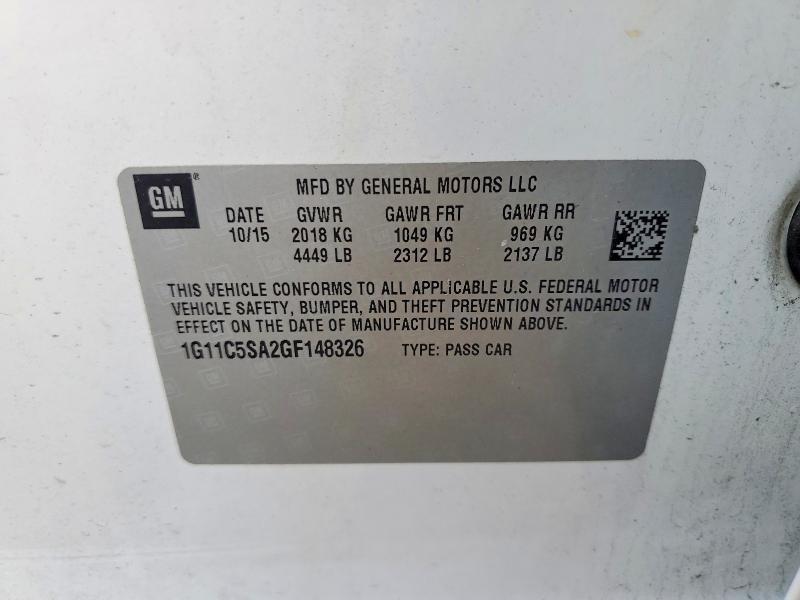 GM®
MFD BY GENERAL MOTORS LLC
DATE GVWR GAWR FRT GAWR RR
10/15 2018 KG 1049 KG 969 KG
4449 LB 2312 LB 2137 LB
THIS VEHICLE CONFORMS TO ALL APPLICABLE U.S. FEDERAL MOTOR
VEHICLE SAFETY, BUMPER, AND THEFT PREVENTION STANDARDS IN
EFFECT ON THE DATE OF MANUFACTURE SHOWN ABOVE.
1G11C5SA2GF148326 TYPE: PASS CAR